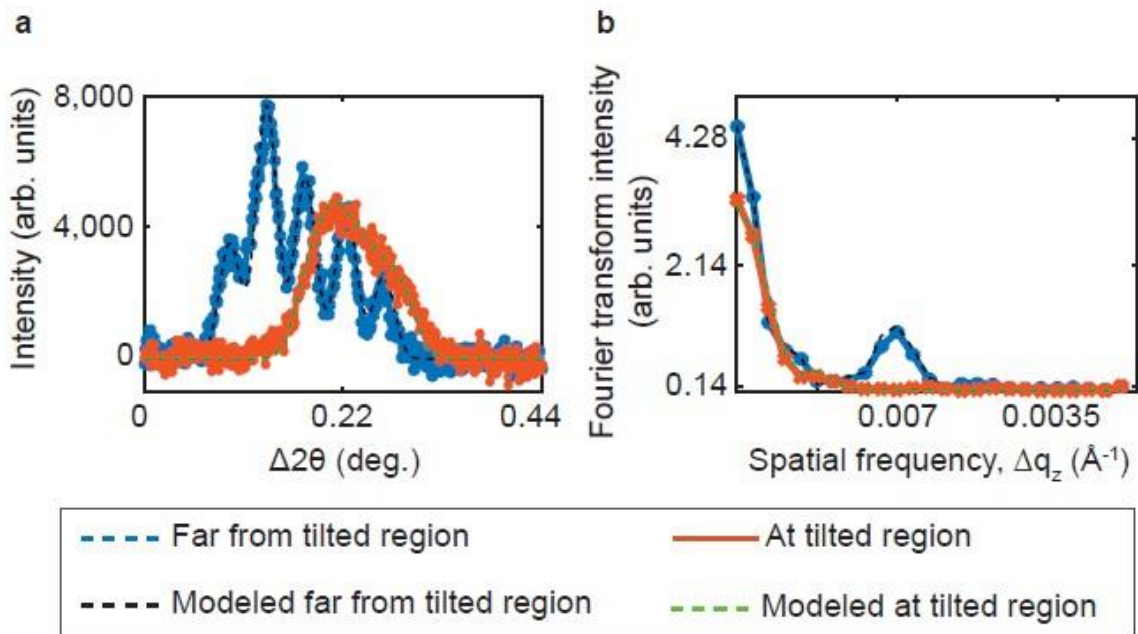 a
b
Intensity (arb. units)
8,000
4,000
0
0
0.22
0.44
Δ2θ (deg.)
Fourier transform intensity
(arb. units)
4.28
2.14
0.14
0.007
0.0035
Spatial frequency, Δq_z (Å⁻¹)
Far from tilted region
At tilted region
Modeled far from tilted region
Modeled at tilted region